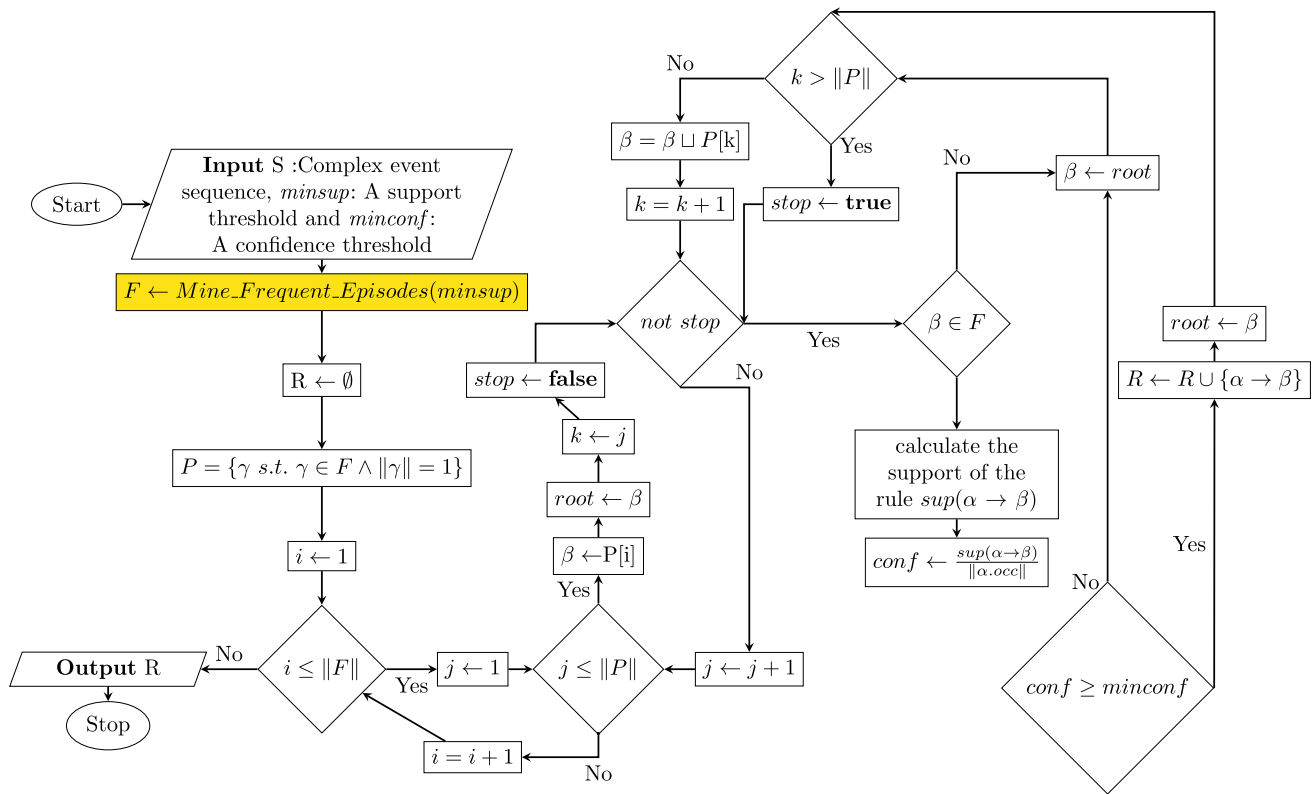 Start
Input S :Complex event
sequence, minsup: A support
threshold and minconf:
A confidence threshold
F ← Mine_Frequent_Episodes(minsup)
R ← ∅
P = {γ s.t. γ ∈ F ∧ ‖γ‖ = 1}
i ← 1
i ≤ ‖F‖
No
Output R
Stop
Yes
j ← 1
j ≤ ‖P‖
No
i = i + 1
Yes
β ←P[i]
root ← β
k ← j
stop ← false
not stop
No
j ← j + 1
Yes
β ∈ F
No
β ← root
calculate the
support of the
rule sup(α → β)
conf ← sup(α→β)
‖α.occ‖
conf ≥ minconf
No
Yes
R ← R ∪ {α → β}
root ← β
k > ‖P‖
No
β = β ⊔ P[k]
k = k + 1
Yes
stop ← true